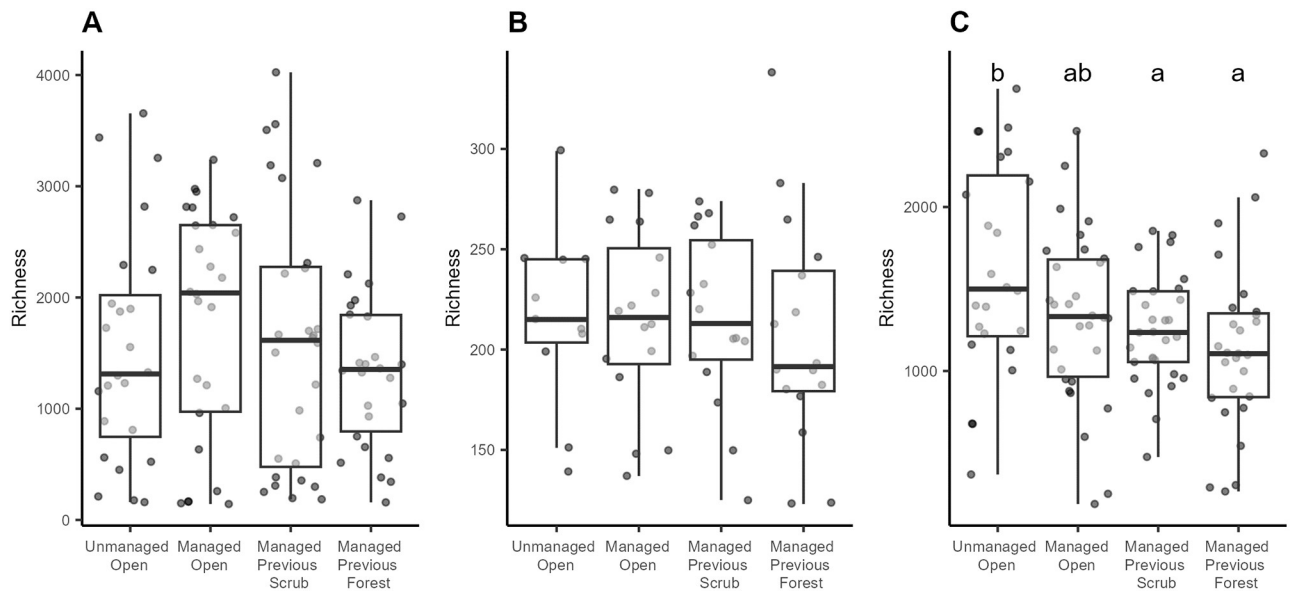 A
Richness
4000
3000
2000
1000
0
Unmanaged Open
Managed Open
Managed Previous Scrub
Managed Previous Forest
B
Richness
300
250
200
150
Unmanaged Open
Managed Open
Managed Previous Scrub
Managed Previous Forest
C
b ab a a
Richness
2000
1000
Unmanaged Open
Managed Open
Managed Previous Scrub
Managed Previous Forest